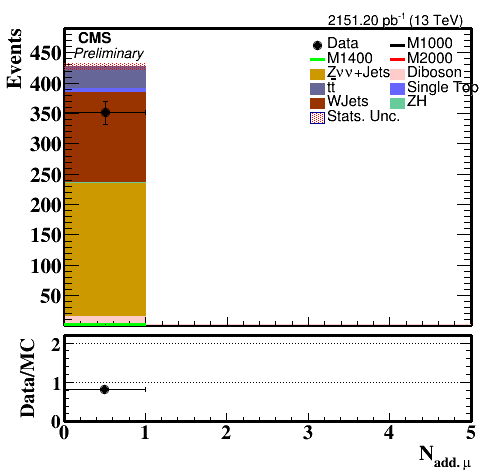 2151.20 pb⁻¹ (13 TeV)
CMS
Preliminary
Data
M1000
M1400
M2000
Zνν+Jets
Diboson
tt̄
Single Top
WJets
ZH
Stats. Unc.
Events
450
400
350
300
250
200
150
100
50
Data/MC
2
1
0
0 1 2 3 4 5
N_add. μ